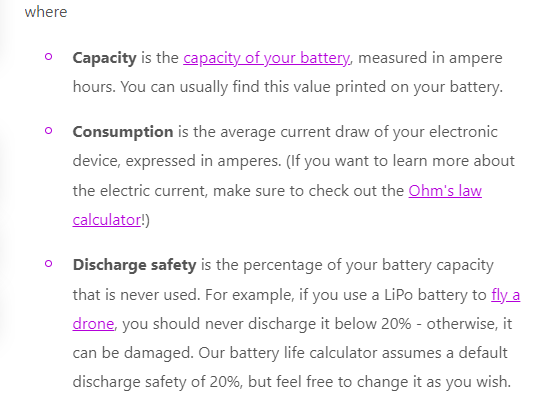 where
Capacity is the capacity of your battery, measured in ampere
hours. You can usually find this value printed on your battery.
Consumption is the average current draw of your electronic
device, expressed in amperes. (If you want to learn more about
the electric current, make sure to check out the Ohm's law
calculator!)
Discharge safety is the percentage of your battery capacity
that is never used. For example, if you use a LiPo battery to fly a
drone, you should never discharge it below 20% - otherwise, it
can be damaged. Our battery life calculator assumes a default
discharge safety of 20%, but feel free to change it as you wish.